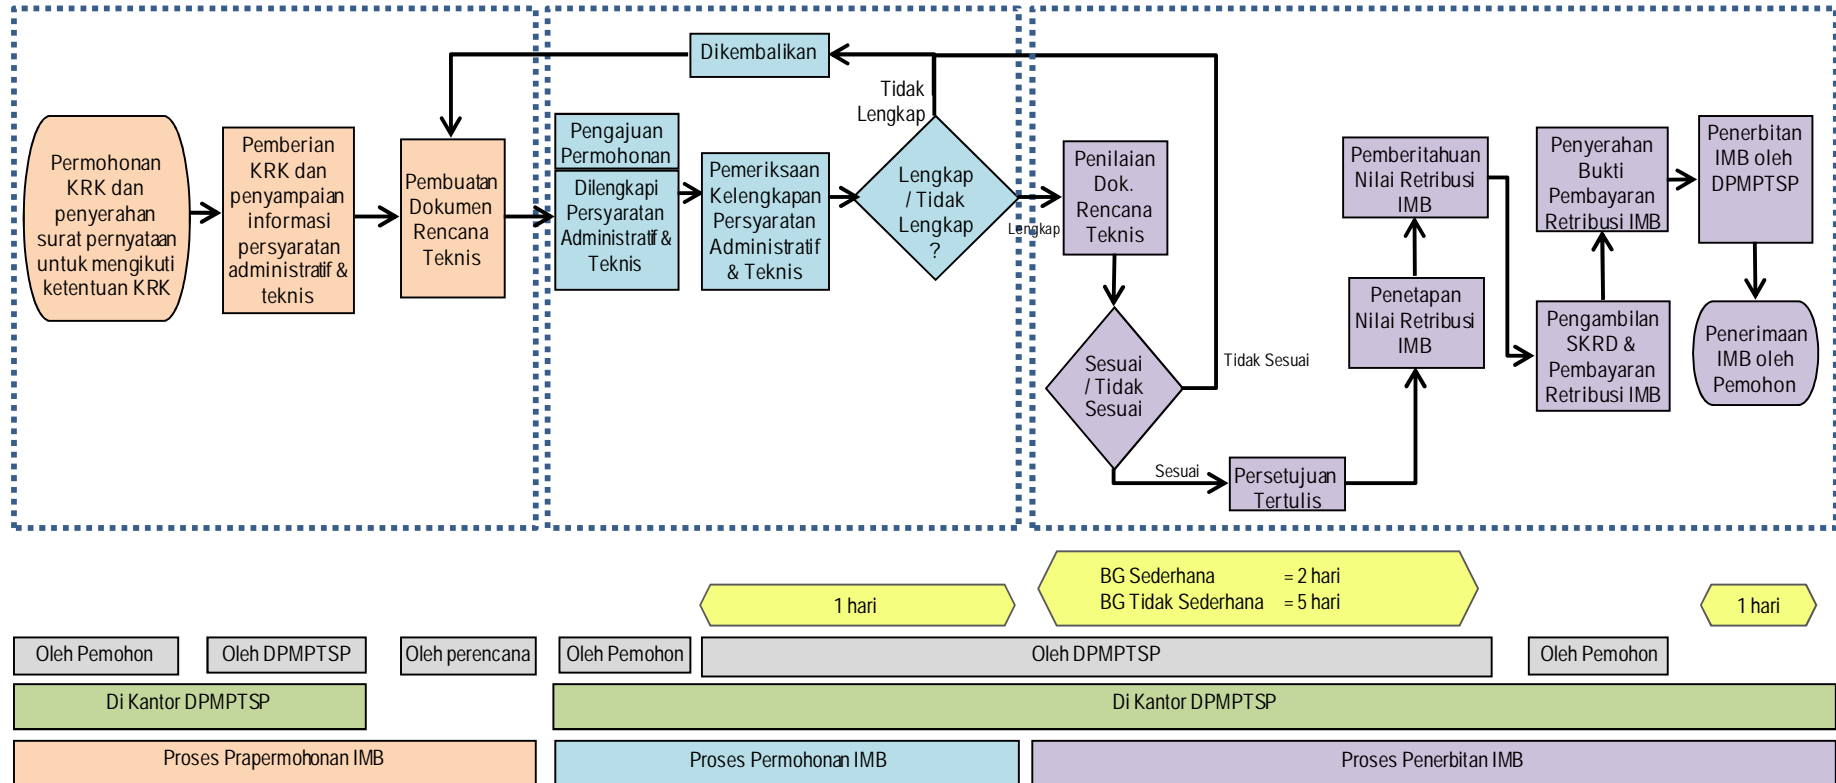 Permohonan
KRK dan
penyerahan
surat pernyataan
untuk mengikuti
ketentuan KRK
Pemberian
KRK dan
penyampaian
informasi
persyaratan
administratif &
teknis
Pembuatan
Dokumen
Rencana
Teknis
Dikembalikan
Pengajuan
Permohonan
Dilengkapi
Persyaratan
Administratif &
Teknis
Pemeriksaan
Kelengkapan
Persyaratan
Administratif
& Teknis
Tidak
Lengkap
Lengkap
/ Tidak
Lengkap
?
Lengkap
Penilaian
Dok.
Rencana
Teknis
Sesuai
/ Tidak
Sesuai
Tidak Sesuai
Sesuai
Persetujuan
Tertulis
Penetapan
Nilai Retribusi
IMB
Pemberitahuan
Nilai Retribusi
IMB
Pengambilan
SKRD &
Pembayaran
Retribusi IMB
Penyerahan
Bukti
Pembayaran
Retribusi IMB
Penerbitan
IMB oleh
DPMPTSP
Penerimaan
IMB oleh
Pemohon
1 hari
BG Sederhana = 2 hari
BG Tidak Sederhana = 5 hari
1 hari
Oleh Pemohon
Oleh DPMPTSP
Oleh perencana
Oleh Pemohon
Oleh DPMPTSP
Oleh Pemohon
Di Kantor DPMPTSP
Di Kantor DPMPTSP
Proses Prapermohonan IMB
Proses Permohonan IMB
Proses Penerbitan IMB